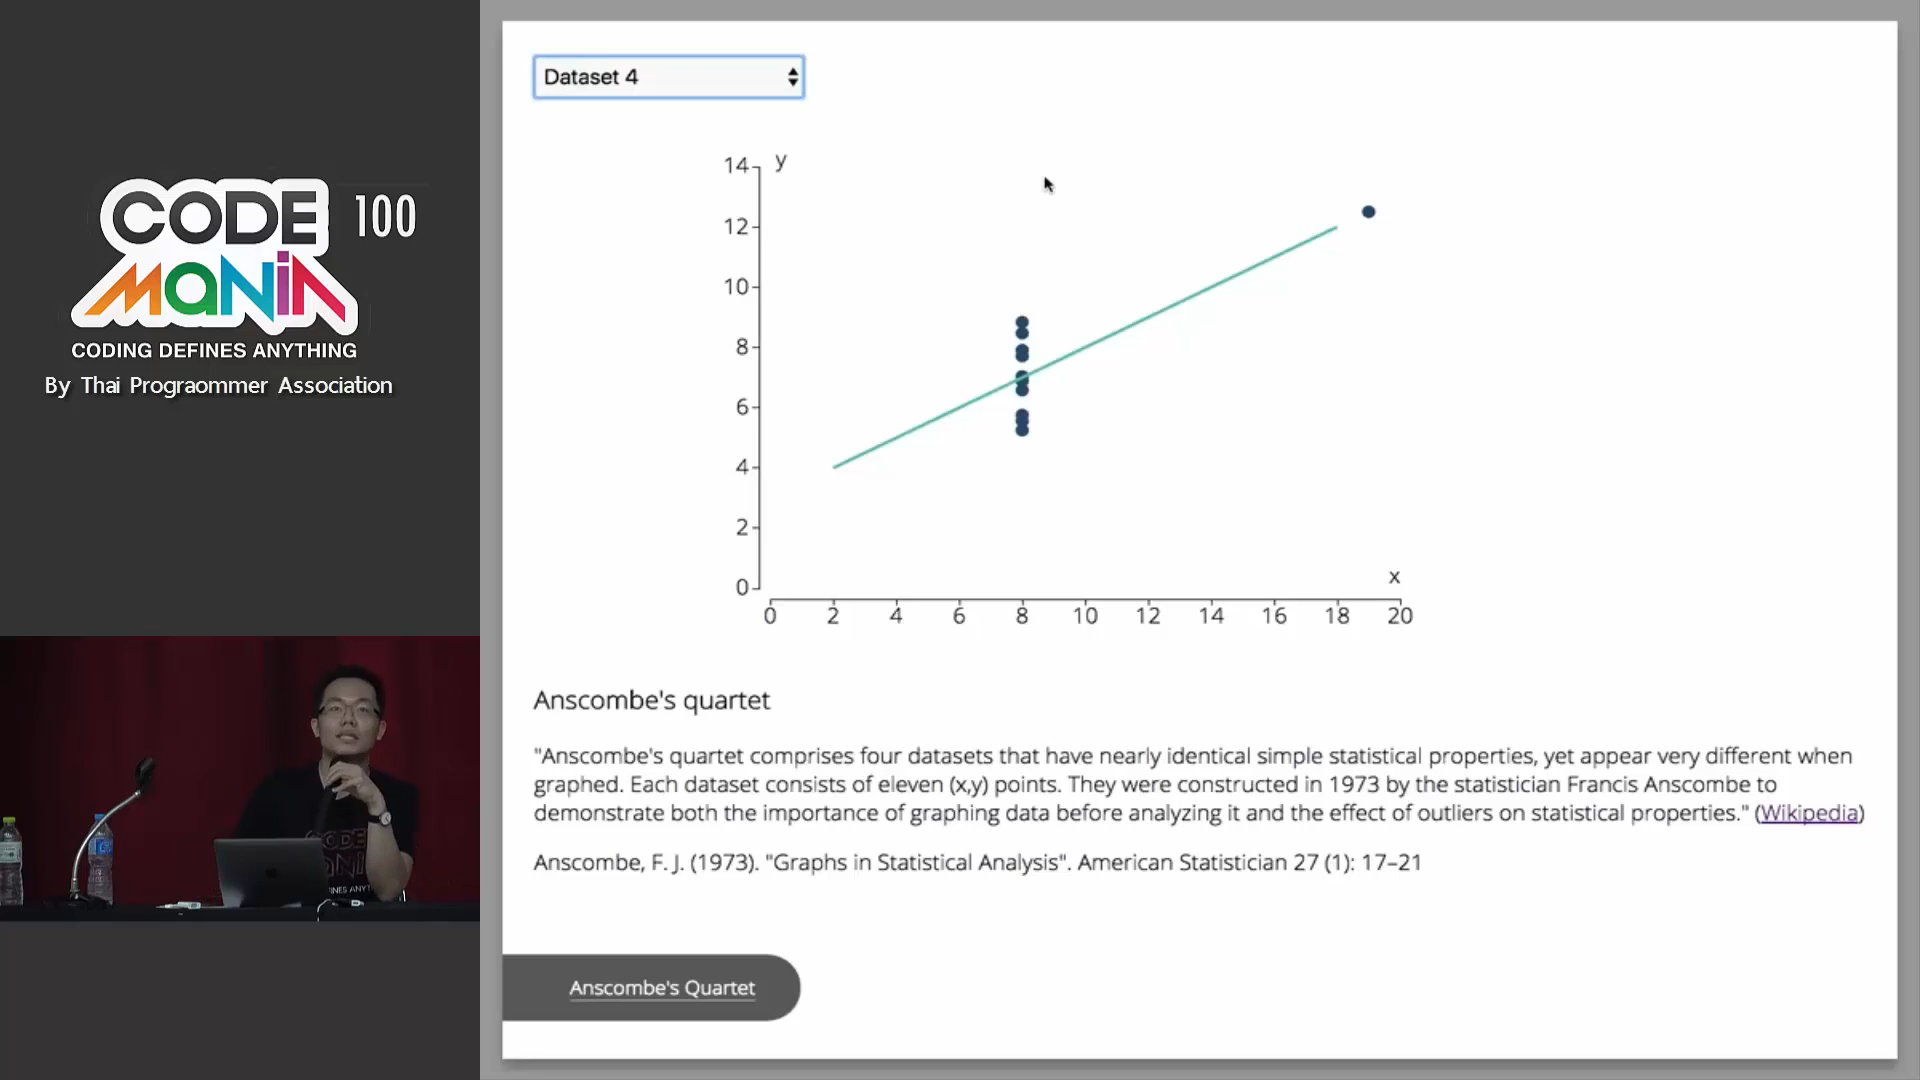 CODE 100
MANIA
CODING DEFINES ANYTHING
By Thai Prograommer Association
Dataset 4
y
14
12
10
8
6
4
2
0
x
0 2 4 6 8 10 12 14 16 18 20
Anscombe's quartet
"Anscombe's quartet comprises four datasets that have nearly identical simple statistical properties, yet appear very different when
graphed. Each dataset consists of eleven (x,y) points. They were constructed in 1973 by the statistician Francis Anscombe to
demonstrate both the importance of graphing data before analyzing it and the effect of outliers on statistical properties." (Wikipedia)
Anscombe, F. J. (1973). "Graphs in Statistical Analysis". American Statistician 27 (1): 17–21
Anscombe's Quartet